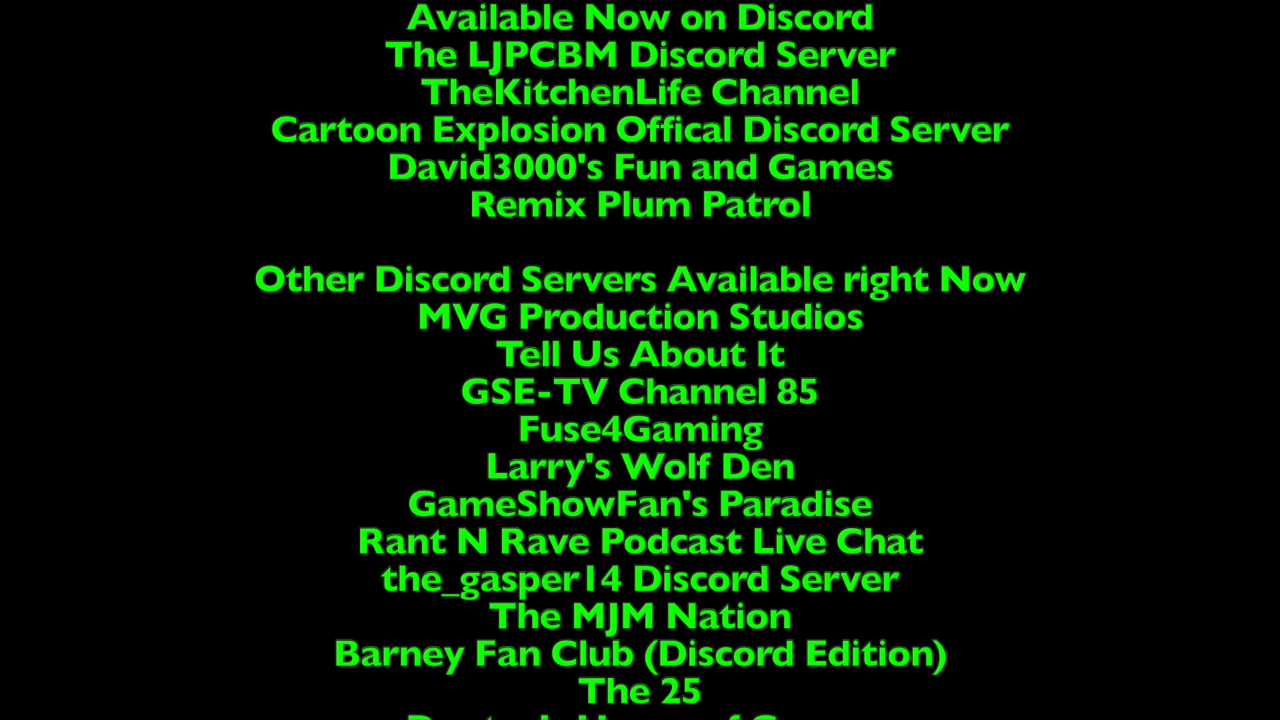 Available Now on Discord
The LJPCBM Discord Server
TheKitchenLife Channel
Cartoon Explosion Offical Discord Server
David3000's Fun and Games
Remix Plum Patrol
Other Discord Servers Available right Now
MVG Production Studios
Tell Us About It
GSE-TV Channel 85
Fuse4Gaming
Larry's Wolf Den
GameShowFan's Paradise
Rant N Rave Podcast Live Chat
the_gasper14 Discord Server
The MJM Nation
Barney Fan Club (Discord Edition)
The 25